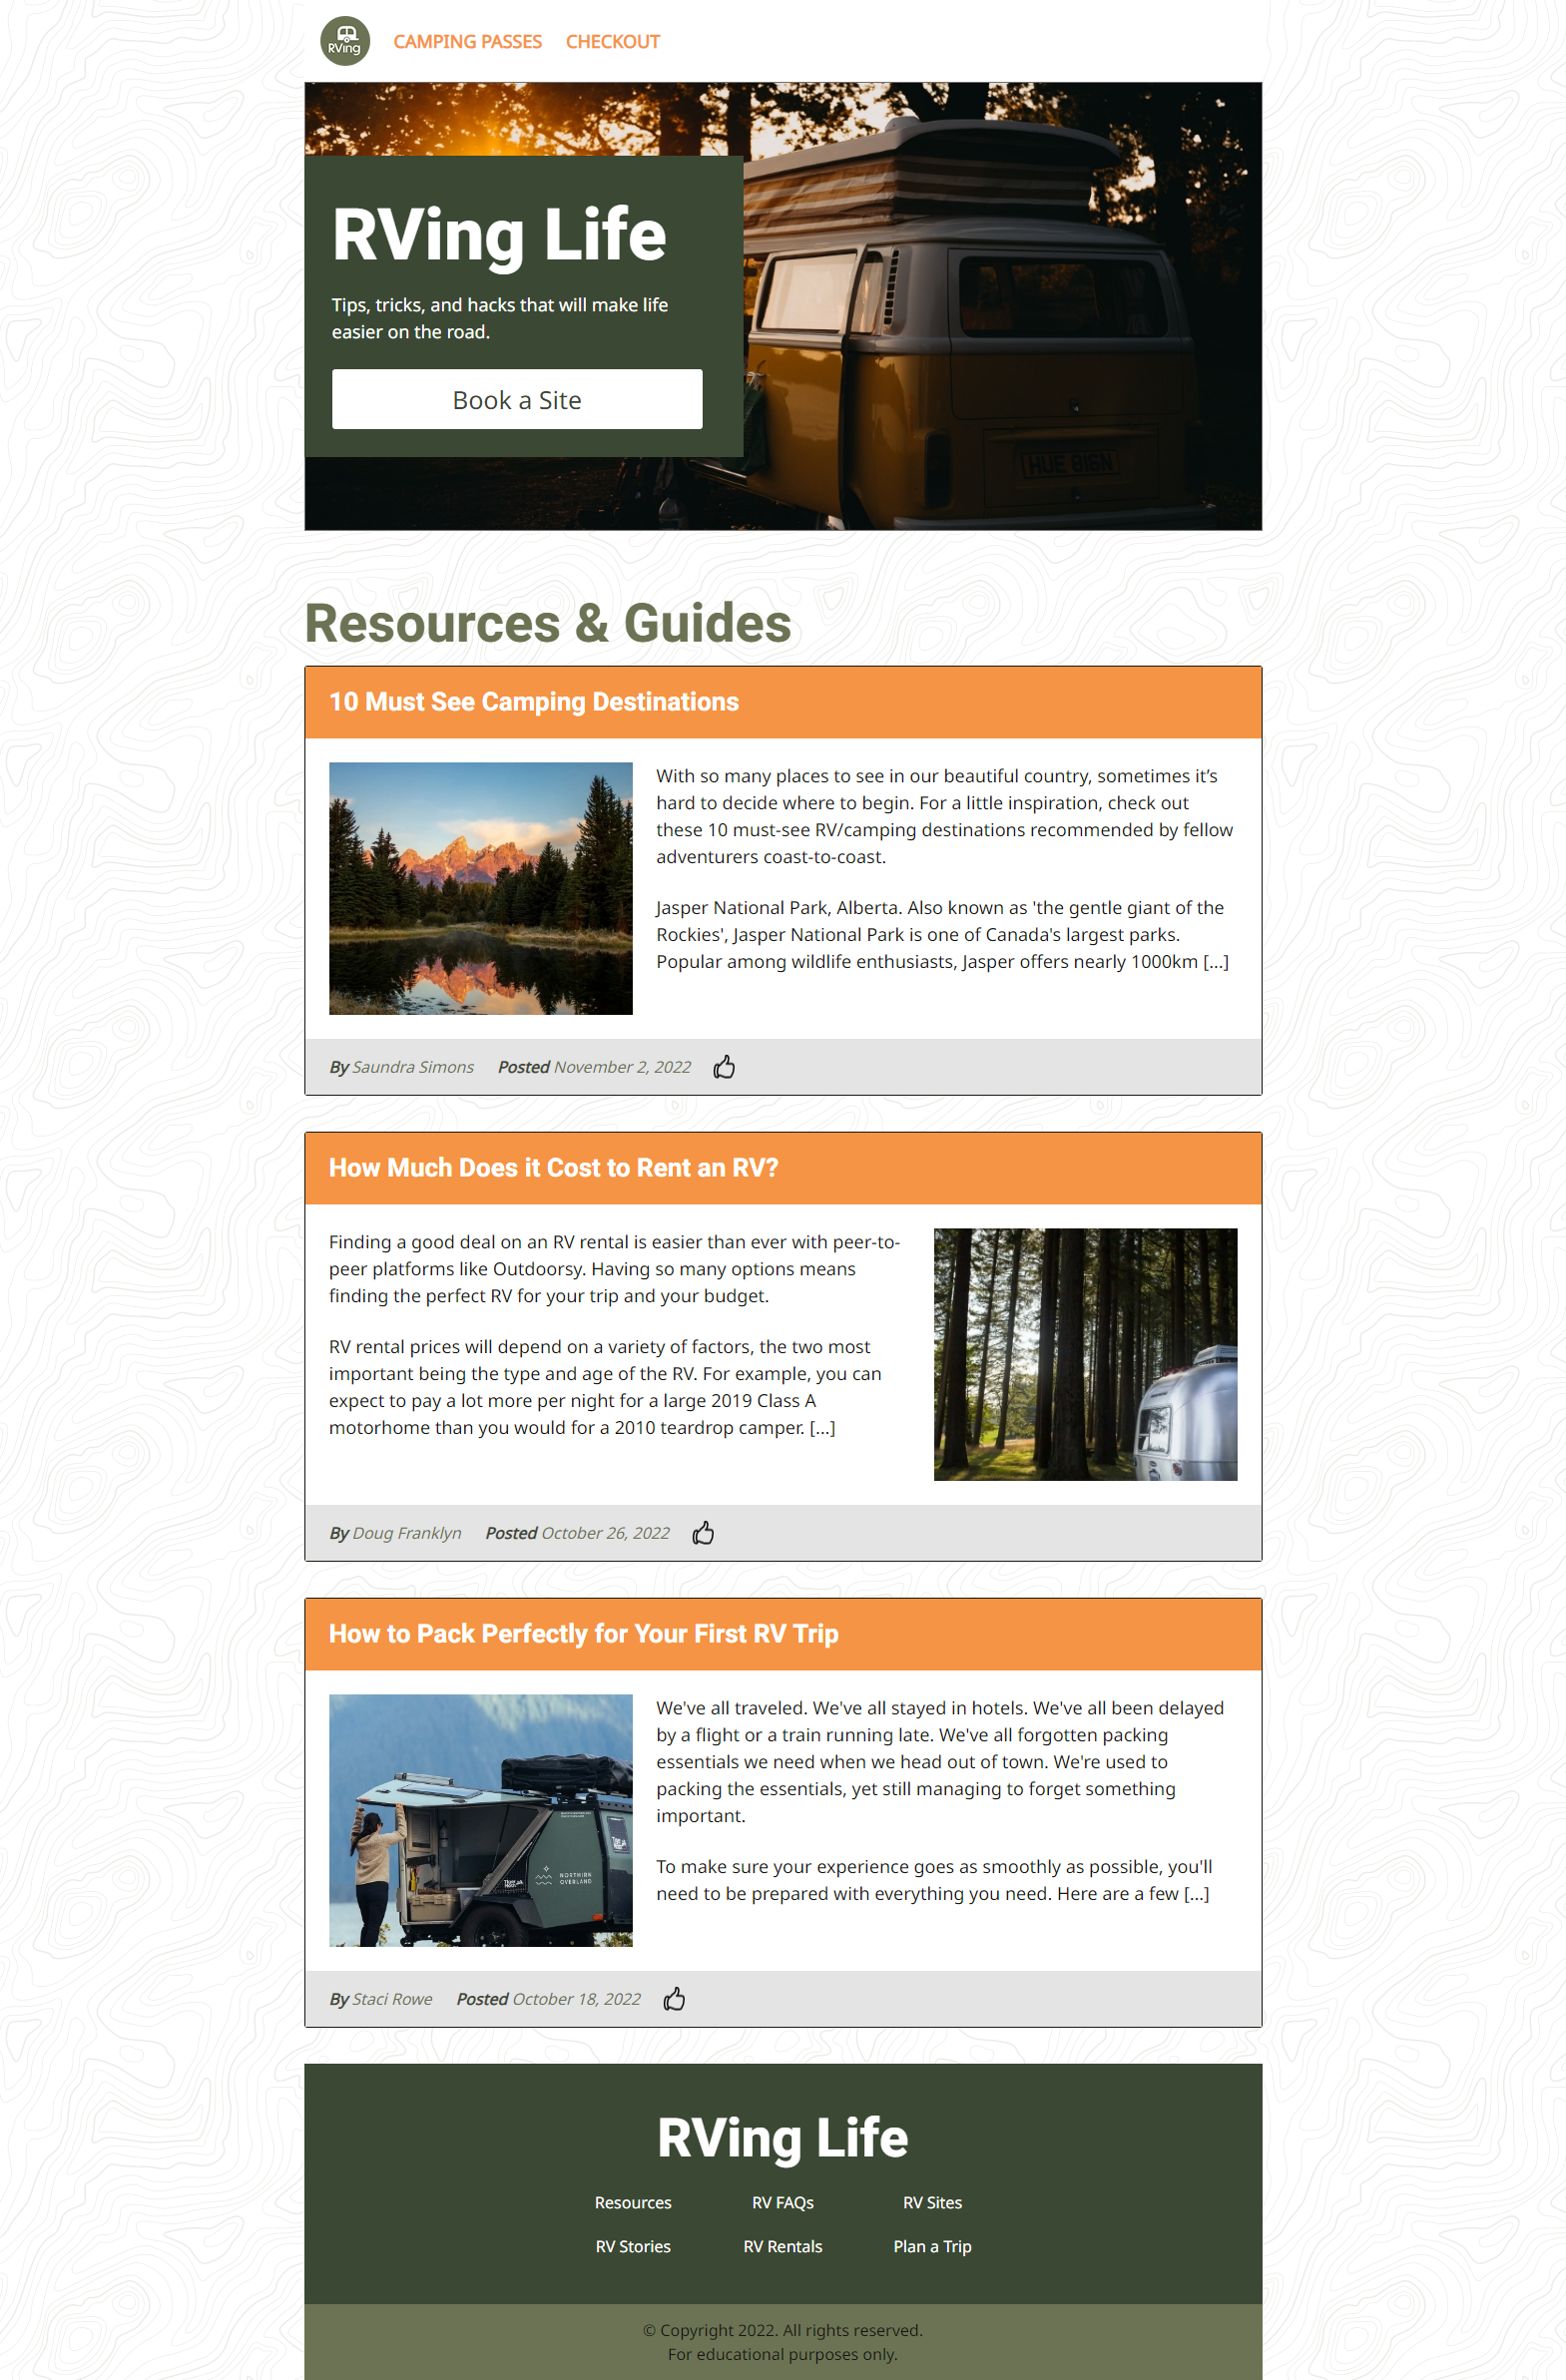 RVing
CAMPING PASSES
CHECKOUT
RVing Life
Tips, tricks, and hacks that will make life
easier on the road.
Book a Site
HUE 616N
Resources & Guides
10 Must See Camping Destinations
With so many places to see in our beautiful country, sometimes it’s
hard to decide where to begin. For a little inspiration, check out
these 10 must-see RV/camping destinations recommended by fellow
adventurers coast-to-coast.
Jasper National Park, Alberta. Also known as 'the gentle giant of the
Rockies', Jasper National Park is one of Canada's largest parks.
Popular among wildlife enthusiasts, Jasper offers nearly 1000km [...]
By Saundra Simons Posted November 2, 2022
How Much Does it Cost to Rent an RV?
Finding a good deal on an RV rental is easier than ever with peer-to-
peer platforms like Outdoorsy. Having so many options means
finding the perfect RV for your trip and your budget.
RV rental prices will depend on a variety of factors, the two most
important being the type and age of the RV. For example, you can
expect to pay a lot more per night for a large 2019 Class A
motorhome than you would for a 2010 teardrop camper. [...]
By Doug Franklyn Posted October 26, 2022
How to Pack Perfectly for Your First RV Trip
We've all traveled. We've all stayed in hotels. We've all been delayed
by a flight or a train running late. We've all forgotten packing
essentials we need when we head out of town. We're used to
packing the essentials, yet still managing to forget something
important.
To make sure your experience goes as smoothly as possible, you'll
need to be prepared with everything you need. Here are a few [...]
NORTHIRN
OVERLAND
By Staci Rowe Posted October 18, 2022
RVing Life
Resources RV FAQs RV Sites
RV Stories RV Rentals Plan a Trip
© Copyright 2022. All rights reserved.
For educational purposes only.